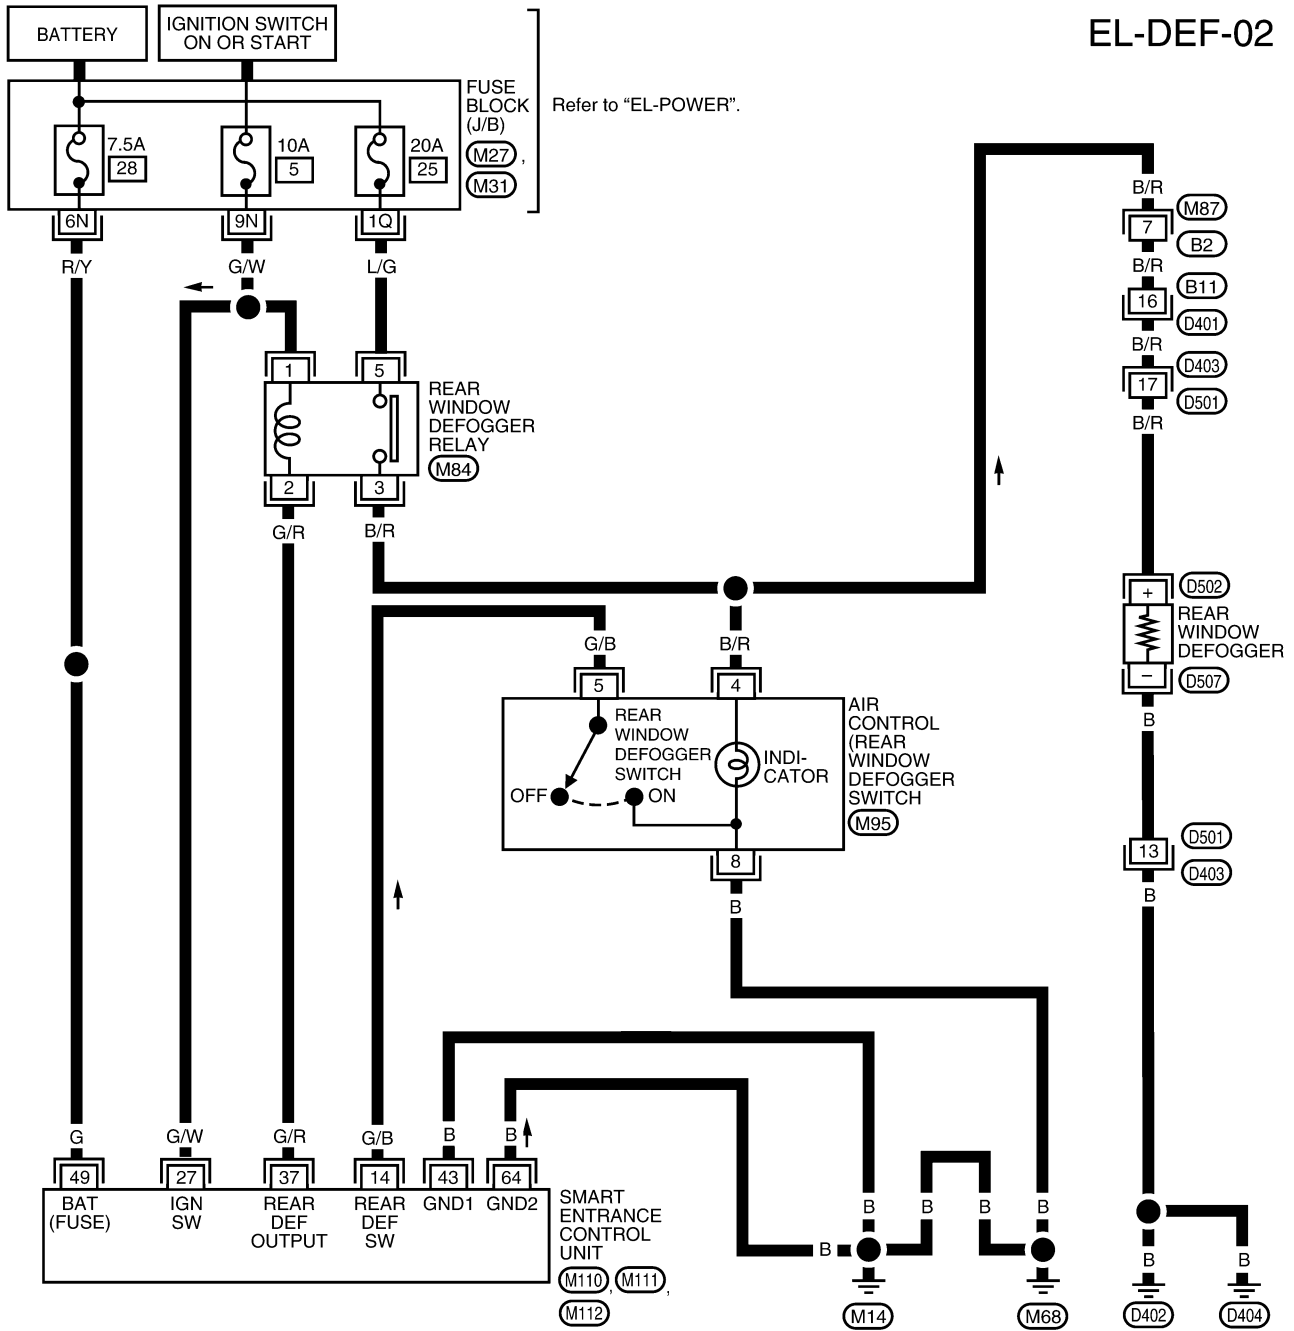 BATTERY
IGNITION SWITCH
ON OR START
EL-DEF-02
FUSE
BLOCK
(J/B)
M27 ,
M31
Refer to “EL-POWER”.
7.5A
28
10A
5
20A
25
6N
9N
1Q
R/Y
G/W
L/G
1
5
REAR
WINDOW
DEFOGGER
RELAY
M84
2
3
G/R
B/R
B/R
7
M87
B2
B/R
16
B11
D401
B/R
17
D403
D501
B/R
+
D502
REAR
WINDOW
DEFOGGER
−
D507
B
13
D501
D403
B
G/B
B/R
5
4
REAR
WINDOW
DEFOGGER
SWITCH
INDI-
CATOR
OFF
ON
AIR
CONTROL
(REAR
WINDOW
DEFOGGER
SWITCH
M95
8
B
G
G/W
G/R
G/B
B
B
49
27
37
14
43
64
BAT
(FUSE)
IGN
SW
REAR
DEF
OUTPUT
REAR
DEF
SW
GND1
GND2
SMART
ENTRANCE
CONTROL
UNIT
M110 , M111 ,
M112
B
B
B
B
B
B
B
M14
M68
D402
D404